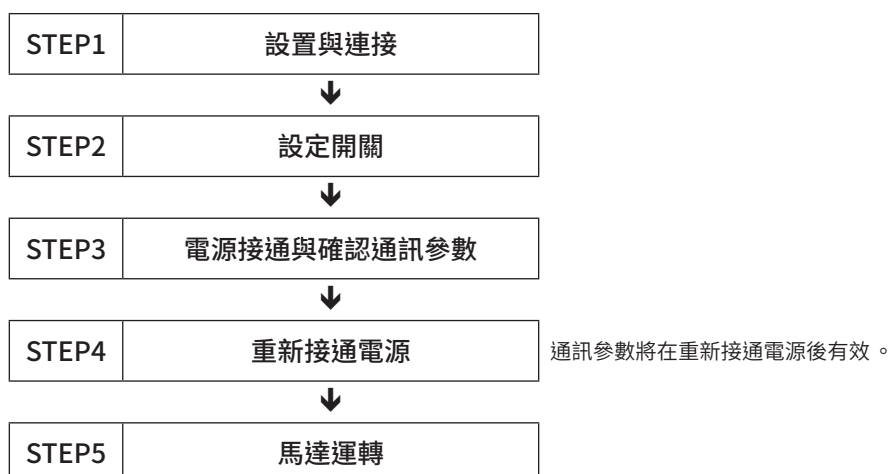 STEP1 設置與連接
STEP2 設定開關
STEP3 電源接通與確認通訊參數
STEP4 重新接通電源 通訊參數將在重新接通電源後有效。
STEP5 馬達運轉